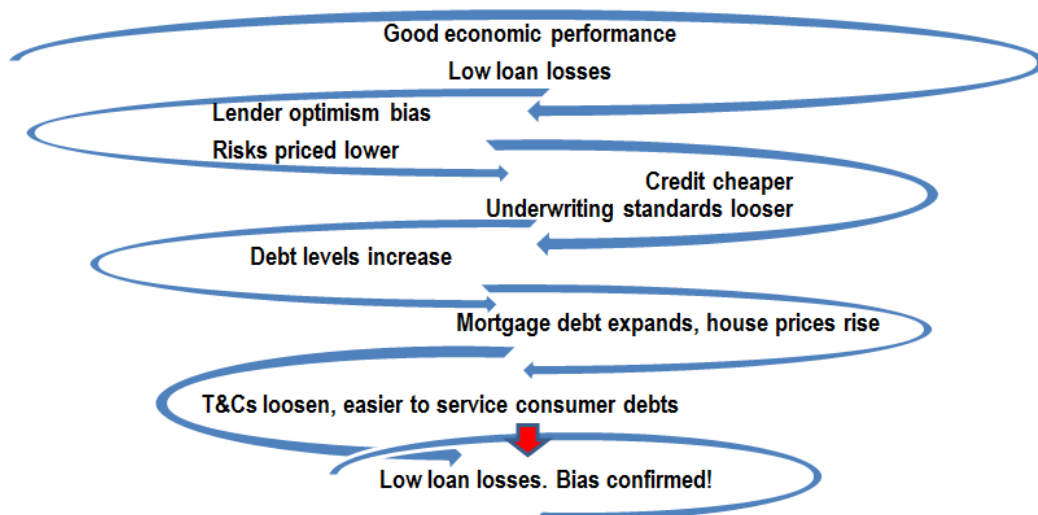 Good economic performance
Low loan losses
Lender optimism bias
Risks priced lower
Credit cheaper
Underwriting standards looser
Debt levels increase
Mortgage debt expands, house prices rise
T&Cs loosen, easier to service consumer debts
Low loan losses. Bias confirmed!